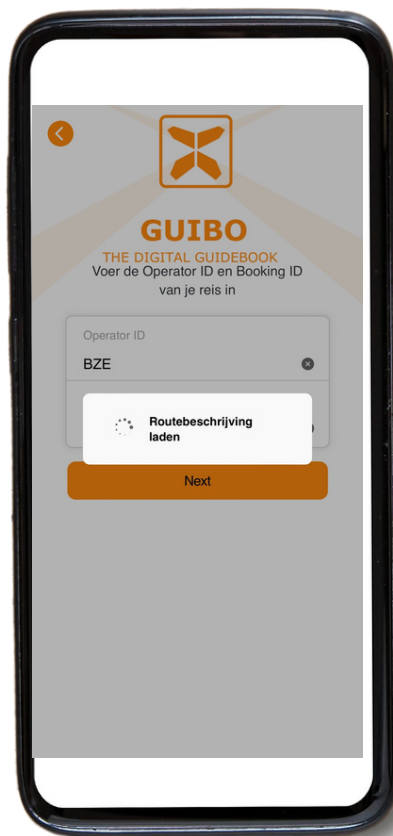 GUIBO
THE DIGITAL GUIDEBOOK
Voer de Operator ID en Booking ID
van je reis in
Operator ID
BZE
Routebeschrijving
laden
Next